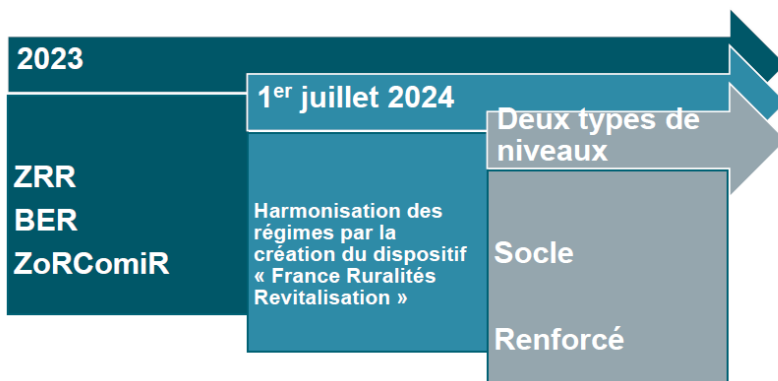 2023
ZRR
BER
ZoRComiR
1er juillet 2024
Harmonisation des
régimes par la
création du dispositif
« France Ruralités
Revitalisation »
Deux types de
niveaux
Socle
Renforcé